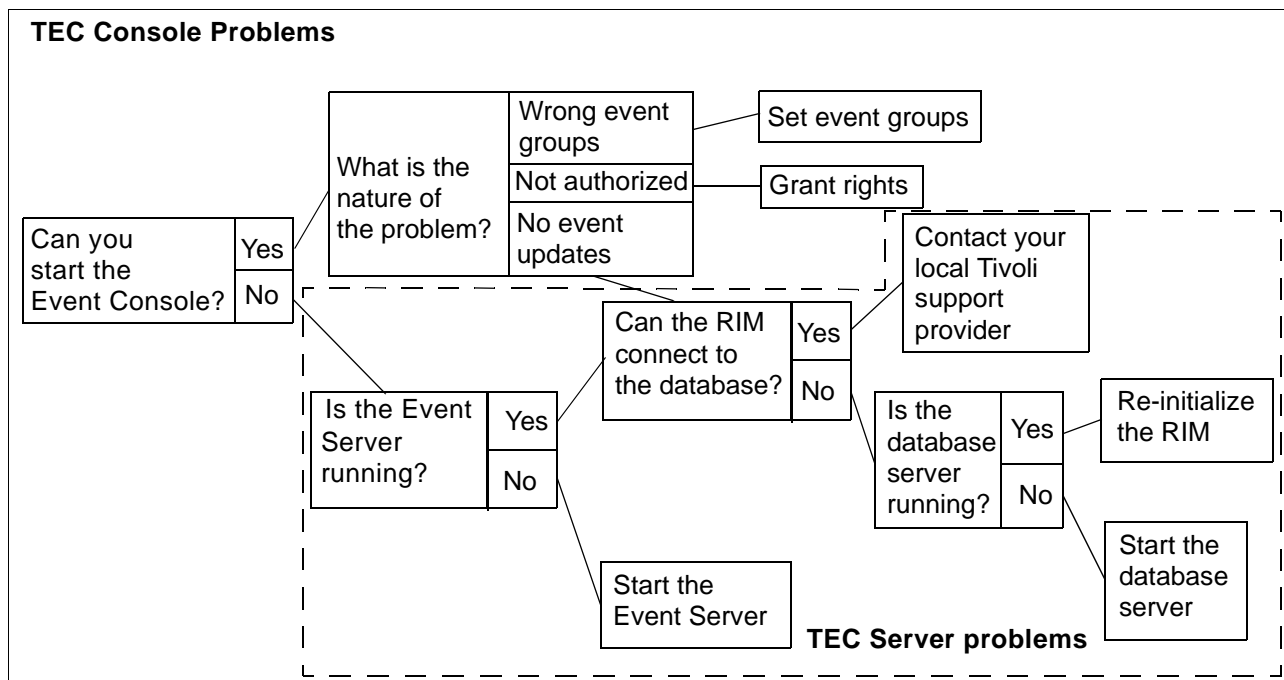 TEC Console Problems
What is the
nature of
the problem?
Wrong event
groups
Not authorized
No event
updates
Set event groups
Grant rights
Can you
start the
Event Console?
Yes
No
Contact your
local Tivoli
support
provider
Can the RIM
connect to
the database?
Yes
No
Is the Event
Server
running?
Yes
No
Is the
database
server
running?
Yes
No
Re-initialize
the RIM
Start the
Event Server
Start the
database
server
TEC Server problems